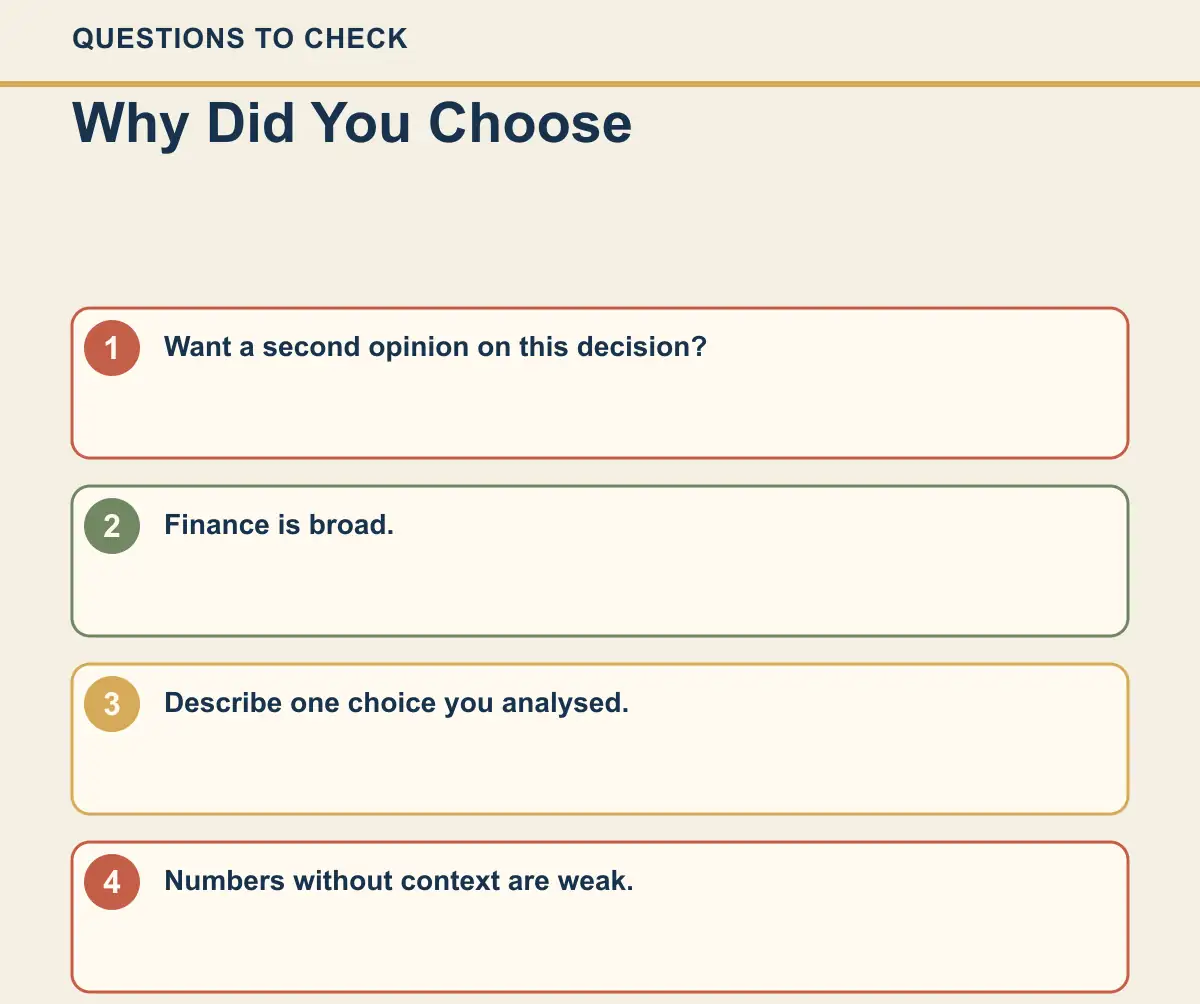 QUESTIONS TO CHECK
Why Did You Choose
1
Want a second opinion on this decision?
2
Finance is broad.
3
Describe one choice you analysed.
4
Numbers without context are weak.